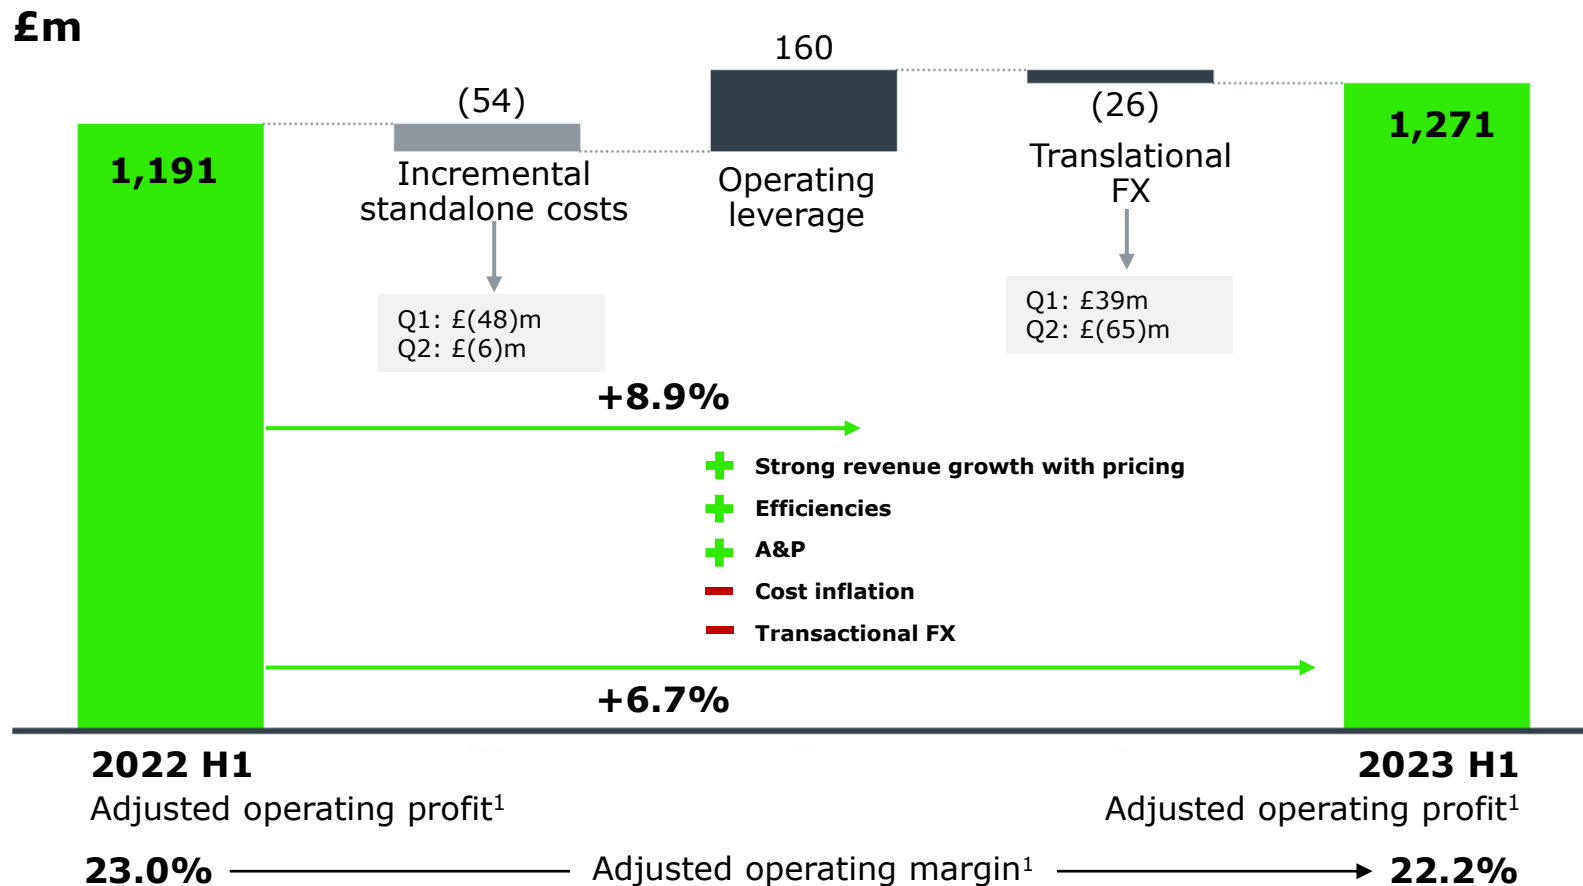 £m
160
(54)
(26)
1,191
1,271
Incremental
standalone costs
Operating
leverage
Translational
FX
Q1: £(48)m
Q2: £(6)m
Q1: £39m
Q2: £(65)m
+8.9%
Strong revenue growth with pricing
Efficiencies
A&P
Cost inflation
Transactional FX
+6.7%
2022 H1
Adjusted operating profit¹
2023 H1
Adjusted operating profit¹
23.0%
Adjusted operating margin¹
22.2%